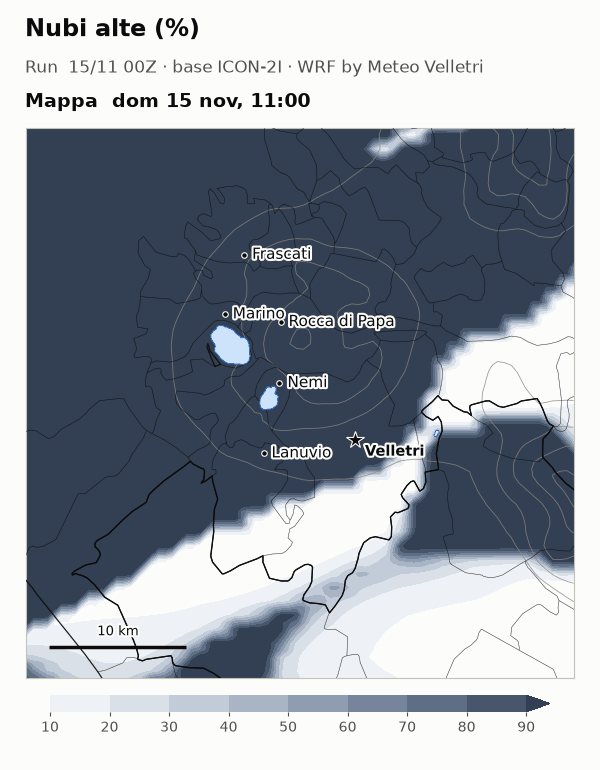 Nubi alte (%)
Run  15/11 00Z · base ICON-2I · WRF by Meteo Velletri
Mappa  dom 15 nov, 11:00
Frascati
Marino
Rocca di Papa
Nemi
Velletri
Lanuvio
10 km
10 20 30 40 50 60 70 80 90